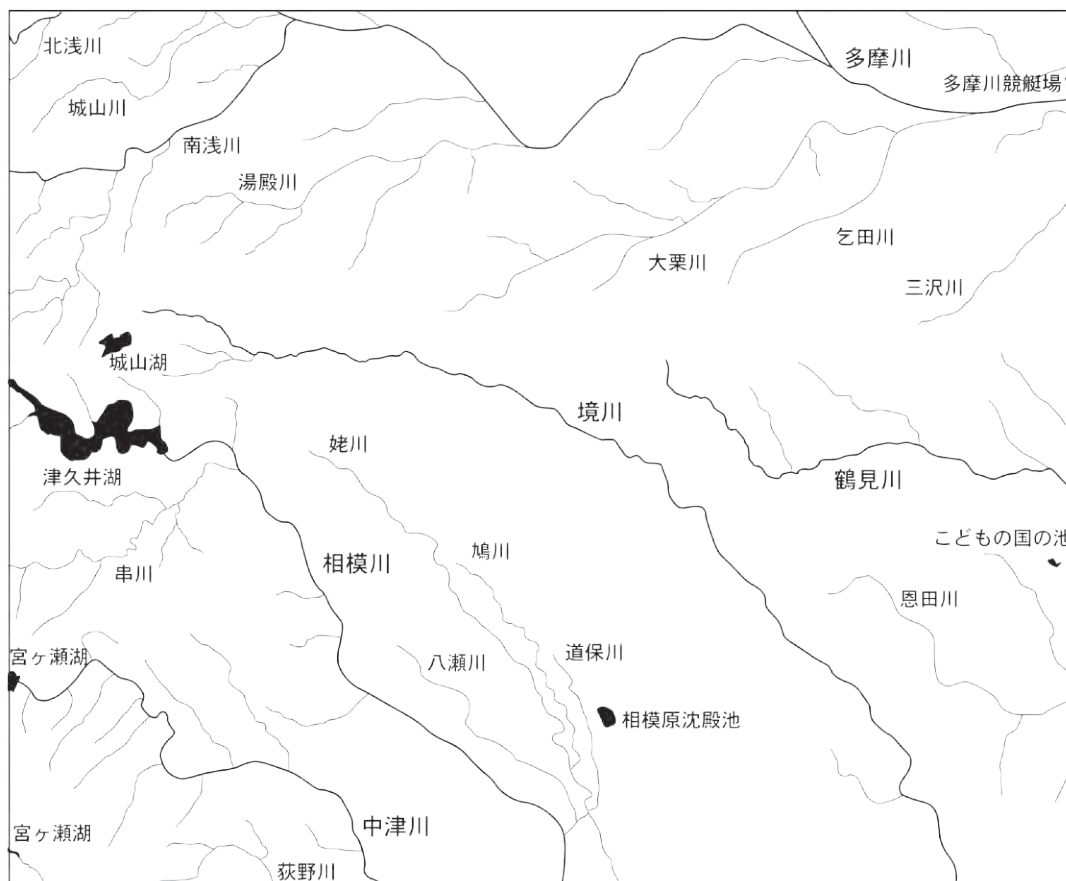 北浅川
多摩川
多摩川競艇場
城山川
南浅川
湯殿川
乞田川
大栗川
三沢川
城山湖
境川
姥川
津久井湖
鶴見川
こどもの国の池
鳩川
相模川
串川
恩田川
宮ヶ瀬湖
八瀬川
道保川
相模原沈殿池
中津川
宮ヶ瀬湖
荻野川